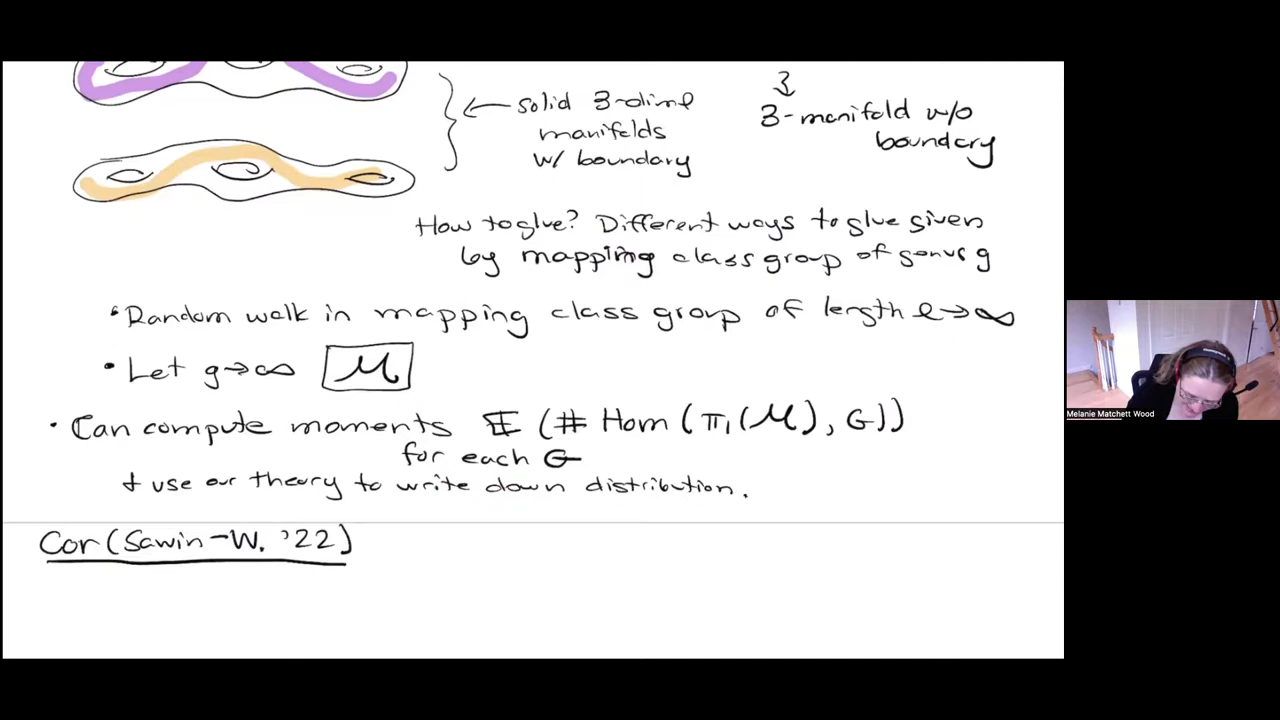 solid 3-dim'l
manifolds
w/ boundary
3-manifold w/o
boundary
How to glue? Different ways to glue given
by mapping class group of genus g
• Random walk in mapping class group of length l → ∞
• Let g → ∞ M
• Can compute moments 𝔼 (# Hom (π₁(M), G))
for each G
+ use our theory to write down distribution.
Cor (Sawin-W. '22)
Melanie Matchett Wood